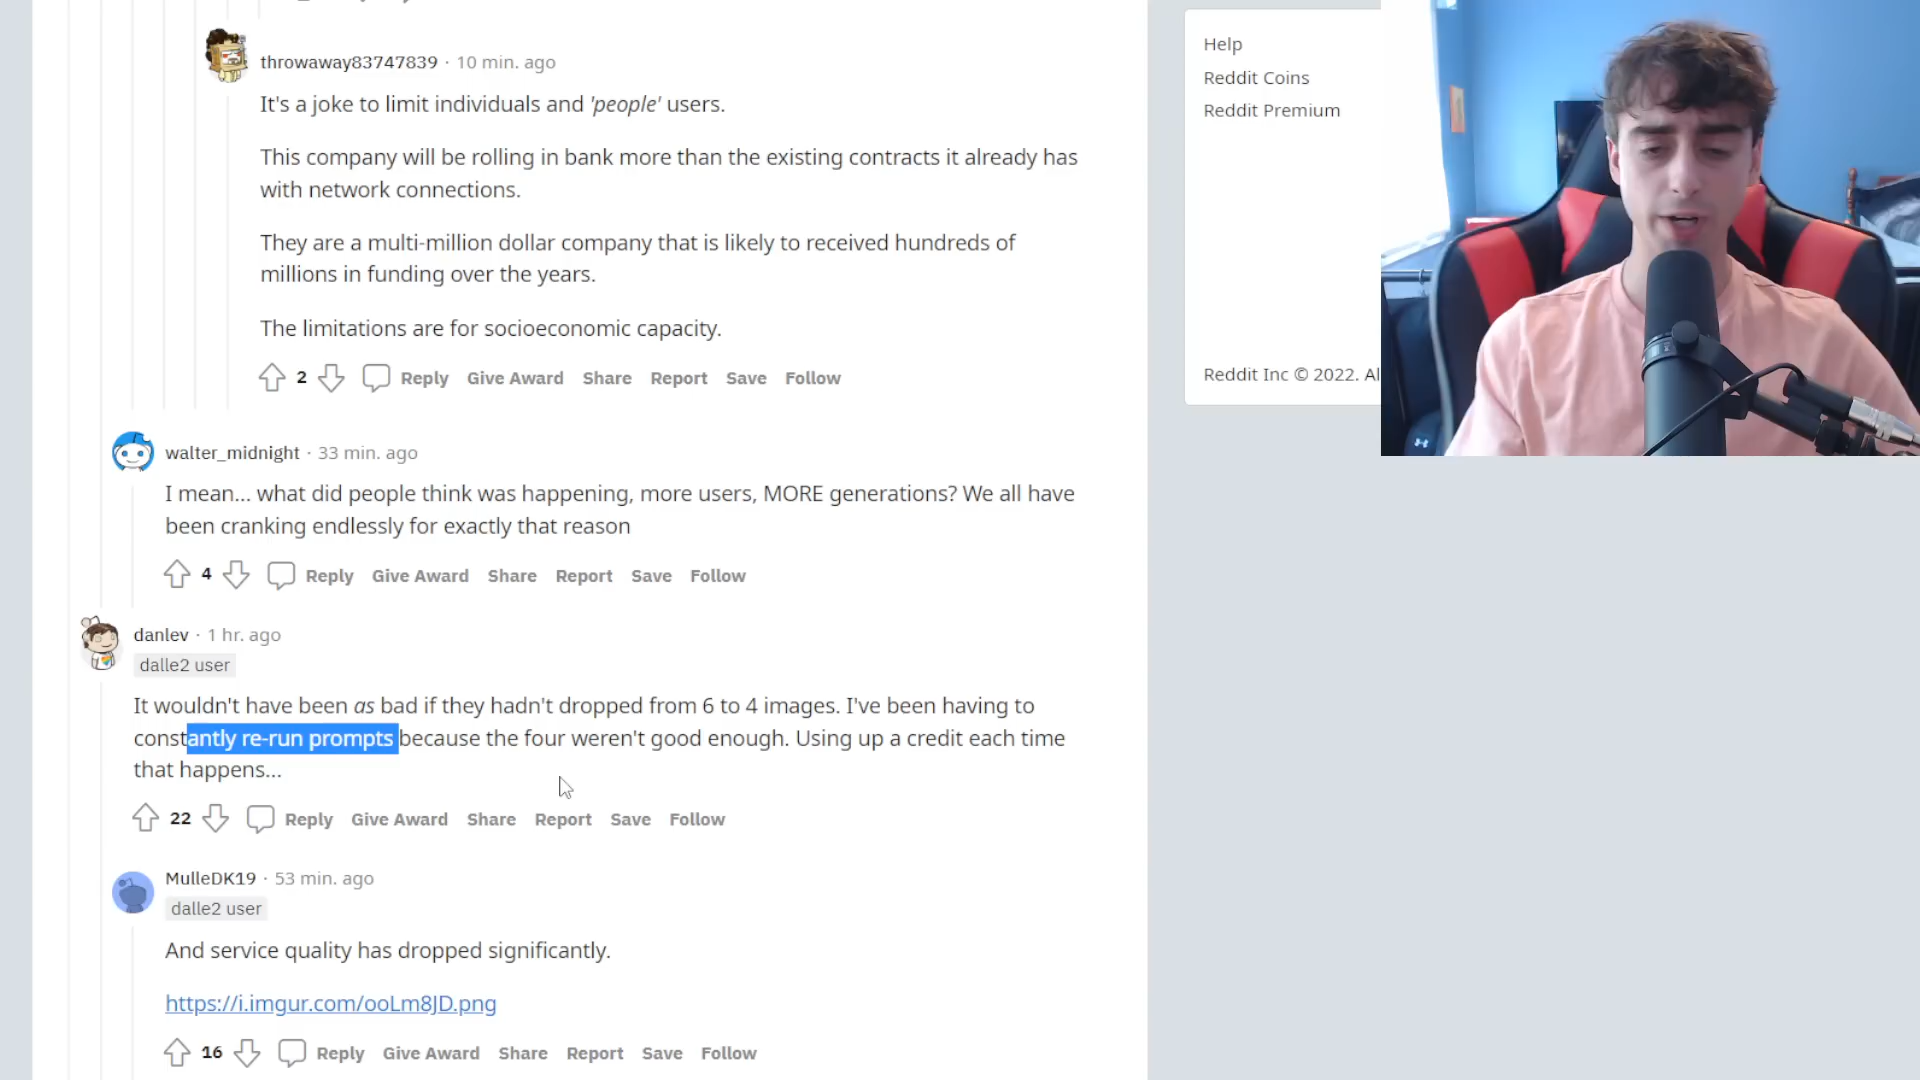 throwaway83747839 · 10 min. ago
It's a joke to limit individuals and 'people' users.
This company will be rolling in bank more than the existing contracts it already has
with network connections.
They are a multi-million dollar company that is likely to received hundreds of
millions in funding over the years.
The limitations are for socioeconomic capacity.
2 Reply Give Award Share Report Save Follow
walter_midnight · 33 min. ago
I mean... what did people think was happening, more users, MORE generations? We all have
been cranking endlessly for exactly that reason
4 Reply Give Award Share Report Save Follow
danlev · 1 hr. ago
dalle2 user
It wouldn't have been as bad if they hadn't dropped from 6 to 4 images. I've been having to
constantly re-run prompts because the four weren't good enough. Using up a credit each time
that happens...
22 Reply Give Award Share Report Save Follow
MulleDK19 · 53 min. ago
dalle2 user
And service quality has dropped significantly.
https://i.imgur.com/ooLm8JD.png
16 Reply Give Award Share Report Save Follow
Help
Reddit Coins
Reddit Premium
Reddit Inc © 2022. Al